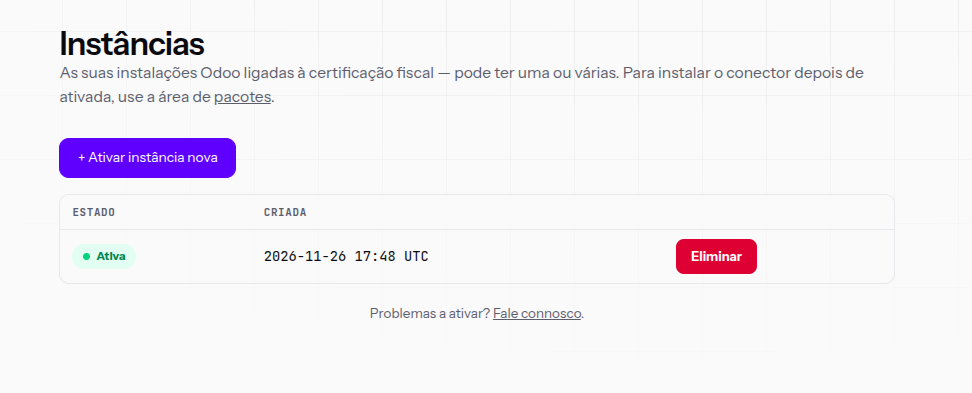 Instâncias
As suas instalações Odoo ligadas à certificação fiscal — pode ter uma ou várias. Para instalar o conector depois de
ativada, use a área de pacotes.
+ Ativar instância nova
ESTADO CRIADA
Ativa 2026-11-26 17:48 UTC Eliminar
Problemas a ativar? Fale connosco.